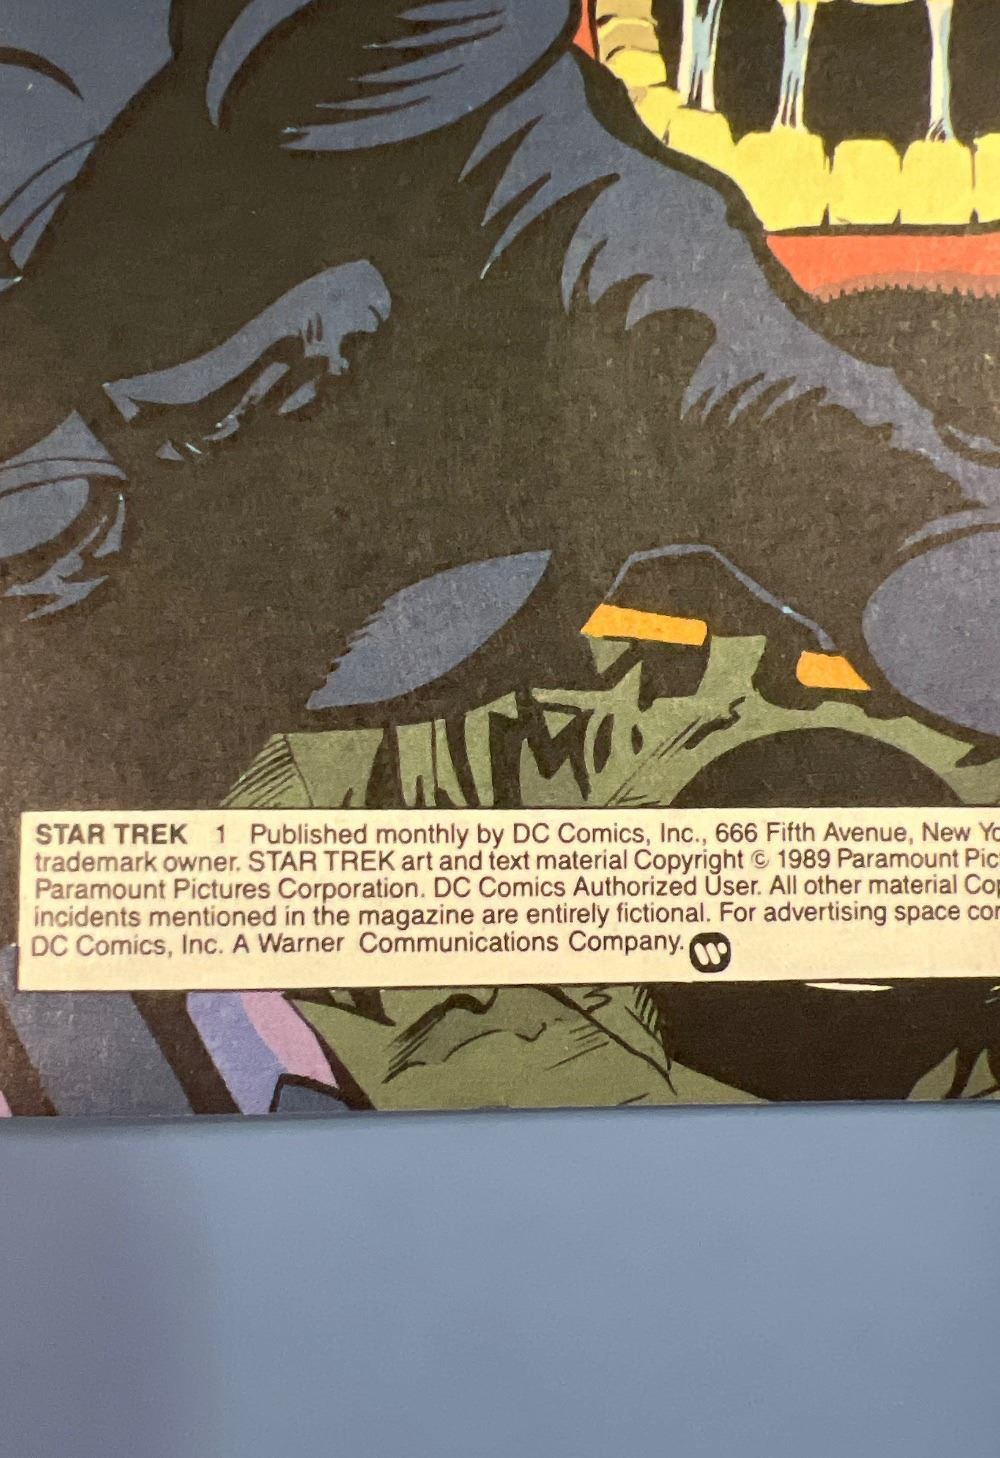 STAR TREK 1 Published monthly by DC Comics, Inc., 666 Fifth Avenue, New
trademark owner. STAR TREK art and text material Copyright © 1989 Paramount
Paramount Pictures Corporation. DC Comics Authorized User. All other material
incidents mentioned in the magazine are entirely fictional. For advertising space
DC Comics, Inc. A Warner Communications Company.